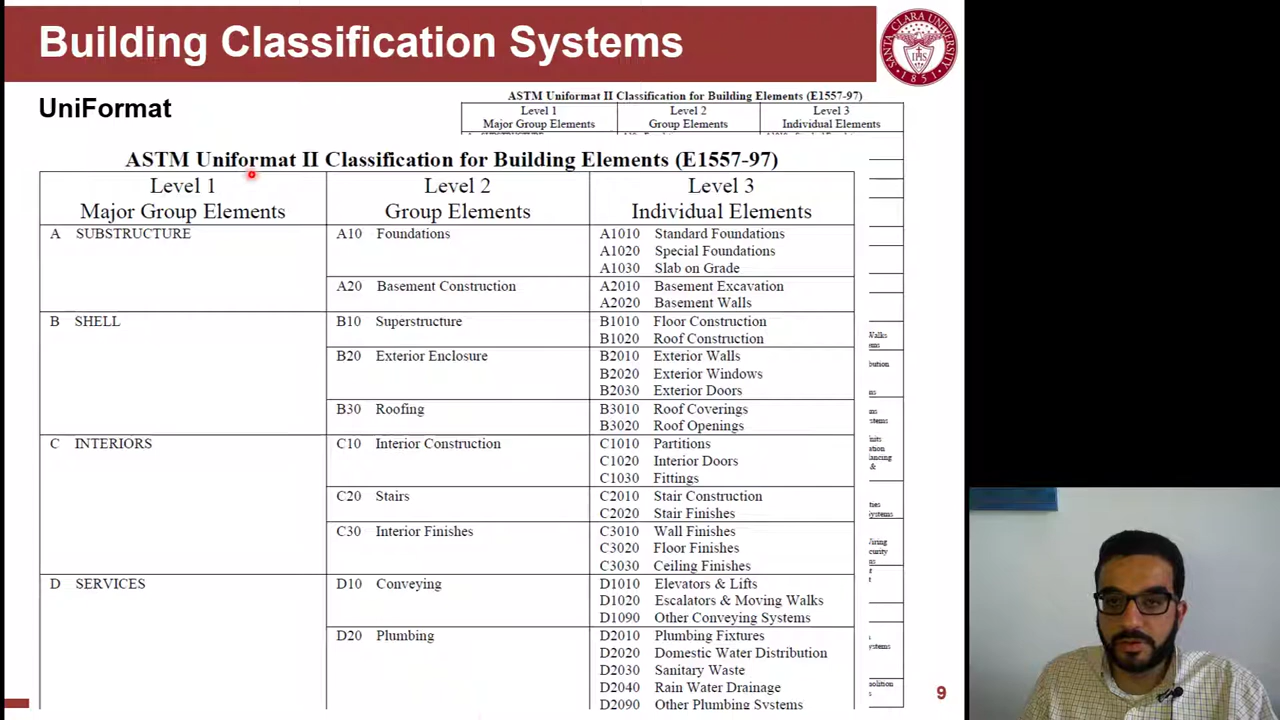 Building Classification Systems
SANTA CLARA UNIVERSITY
IHS
1851
UniFormat
ASTM Uniformat II Classification for Building Elements (E1557-97)
Level 1 Level 2 Level 3
Major Group Elements Group Elements Individual Elements
ASTM Uniformat II Classification for Building Elements (E1557-97)
Level 1 Level 2 Level 3
Major Group Elements Group Elements Individual Elements
A SUBSTRUCTURE A10 Foundations A1010 Standard Foundations
A1020 Special Foundations
A1030 Slab on Grade
A20 Basement Construction A2010 Basement Excavation
A2020 Basement Walls
B SHELL B10 Superstructure B1010 Floor Construction
B1020 Roof Construction
B20 Exterior Enclosure B2010 Exterior Walls
B2020 Exterior Windows
B2030 Exterior Doors
B30 Roofing B3010 Roof Coverings
B3020 Roof Openings
C INTERIORS C10 Interior Construction C1010 Partitions
C1020 Interior Doors
C1030 Fittings
C20 Stairs C2010 Stair Construction
C2020 Stair Finishes
C30 Interior Finishes C3010 Wall Finishes
C3020 Floor Finishes
C3030 Ceiling Finishes
D SERVICES D10 Conveying D1010 Elevators & Lifts
D1020 Escalators & Moving Walks
D1090 Other Conveying Systems
D20 Plumbing D2010 Plumbing Fixtures
D2020 Domestic Water Distribution
D2030 Sanitary Waste
D2040 Rain Water Drainage
D2090 Other Plumbing Systems
9